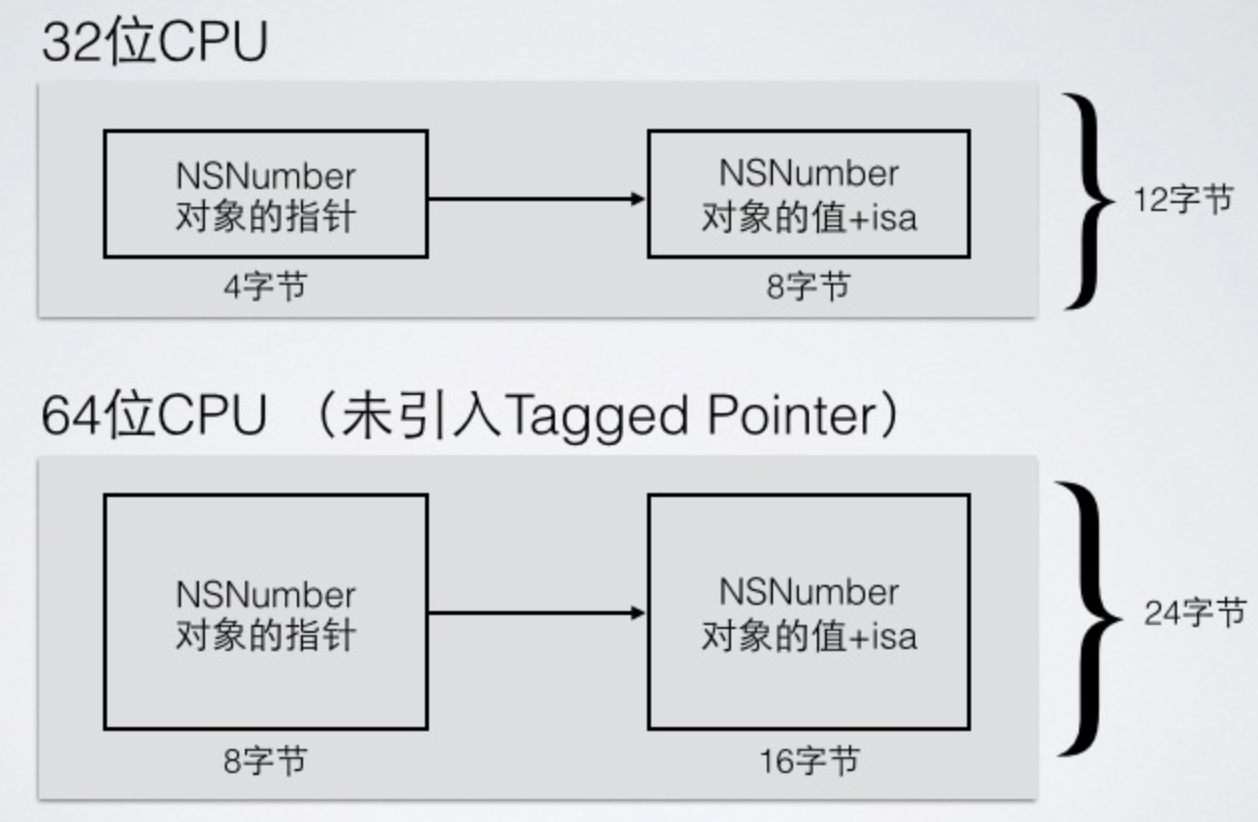 32位CPU
NSNumber
对象的指针
4字节
NSNumber
对象的值+isa
8字节
12字节
64位CPU （未引入Tagged Pointer）
NSNumber
对象的指针
8字节
NSNumber
对象的值+isa
16字节
24字节